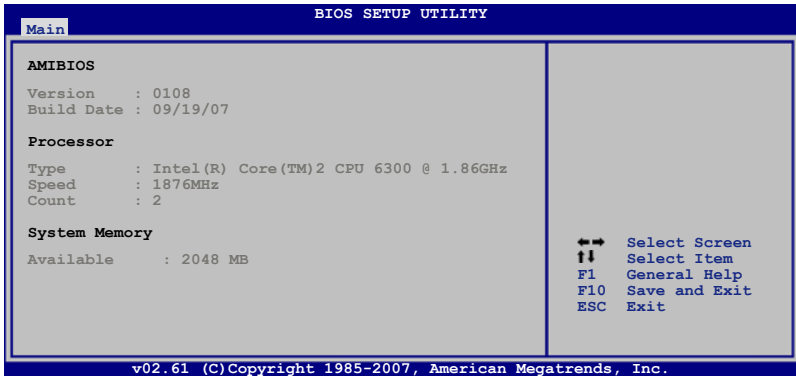 BIOS SETUP UTILITY
Main
AMIBIOS
Version : 0108
Build Date : 09/19/07
Processor
Type : Intel(R) Core(TM)2 CPU 6300 @ 1.86GHz
Speed : 1876MHz
Count : 2
System Memory
Available : 2048 MB
←→ Select Screen
↑↓ Select Item
F1 General Help
F10 Save and Exit
ESC Exit
v02.61 (C)Copyright 1985-2007, American Megatrends, Inc.